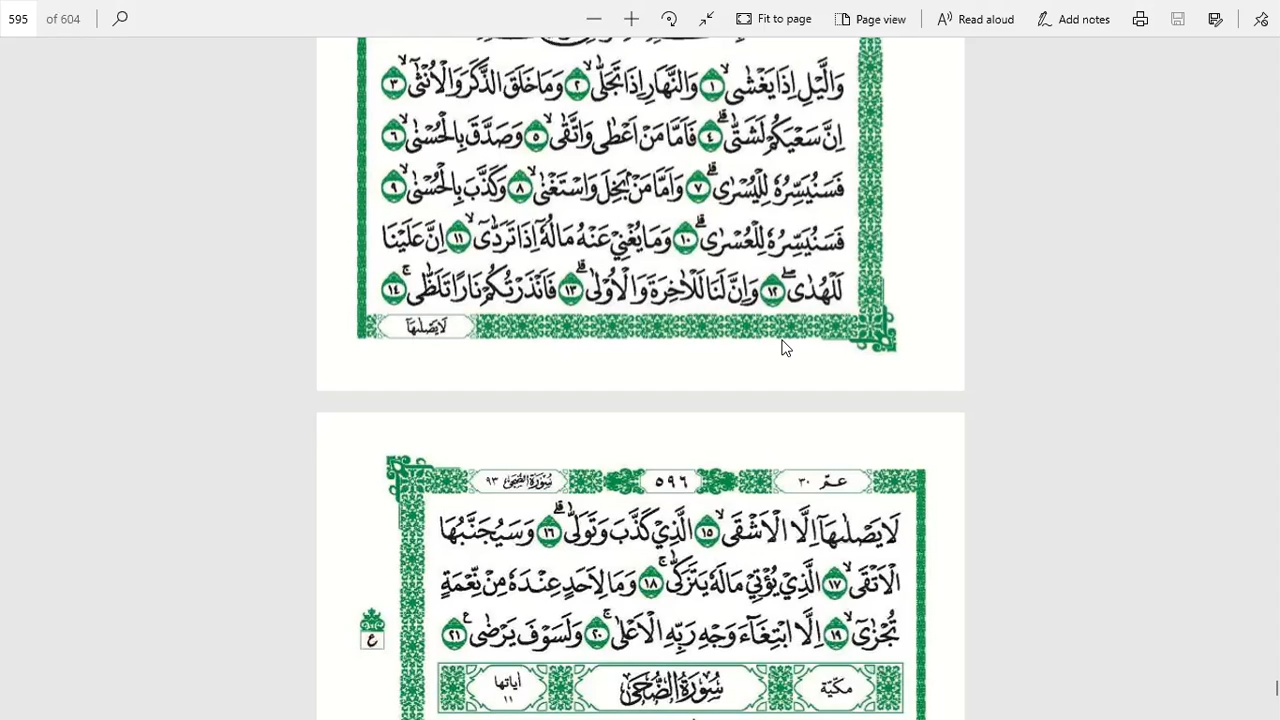 595 of 604 Fit to page Page view Read aloud Add notes
وَالَّيْلِ اِذَا يَغْشٰى ۙ ﴿١﴾ وَالنَّهَارِ اِذَا تَجَلّٰى ۙ ﴿٢﴾ وَمَا خَلَقَ الذَّكَرَ وَالْاُنْثٰٓى ۙ ﴿٣﴾
اِنَّ سَعْيَكُمْ لَشَتّٰى ۗ ﴿٤﴾ فَاَمَّا مَنْ اَعْطٰى وَاتَّقٰى ۙ ﴿٥﴾ وَصَدَّقَ بِالْحُسْنٰى ۙ ﴿٦﴾
فَسَنُيَسِّرُهٗ لِلْيُسْرٰى ۗ ﴿٧﴾ وَاَمَّا مَنْۢ بَخِلَ وَاسْتَغْنٰى ۙ ﴿٨﴾ وَكَذَّبَ بِالْحُسْنٰى ۙ ﴿٩﴾
فَسَنُيَسِّرُهٗ لِلْعُسْرٰى ۗ ﴿١٠﴾ وَمَا يُغْنِيْ عَنْهُ مَالُهٗٓ اِذَا تَرَدّٰىٓ ۙ ﴿١١﴾ اِنَّ عَلَيْنَا
لَلْهُدٰى ۖ ﴿١٢﴾ وَاِنَّ لَنَا لَلْاٰخِرَةَ وَالْاُوْلٰى ۗ ﴿١٣﴾ فَاَنْذَرْتُكُمْ نَارًا تَلَظّٰى ۚ ﴿١٤﴾
لَا يَصْلٰىهَآ
عـمّ ٣٠ ٥٩٦ سُوْرَةُ الضُّحٰى ٩٣
لَا يَصْلٰىهَآ اِلَّا الْاَشْقَى ۙ ﴿١٥﴾ الَّذِيْ كَذَّبَ وَتَوَلّٰى ۗ ﴿١٦﴾ وَسَيُجَنَّبُهَا
الْاَتْقَى ۙ ﴿١٧﴾ الَّذِيْ يُؤْتِيْ مَالَهٗ يَتَزَكّٰى ۚ ﴿١٨﴾ وَمَا لِاَحَدٍ عِنْدَهٗ مِنْ نِّعْمَةٍ
تُجْزٰىٓ ۙ ﴿١٩﴾ اِلَّا ابْتِغَآءَ وَجْهِ رَبِّهِ الْاَعْلٰى ۚ ﴿٢٠﴾ وَلَسَوْفَ يَرْضٰى ࣖ ﴿٢١﴾
ع
مكيّة سُوْرَةُ الضُّحٰى أياتها ١١